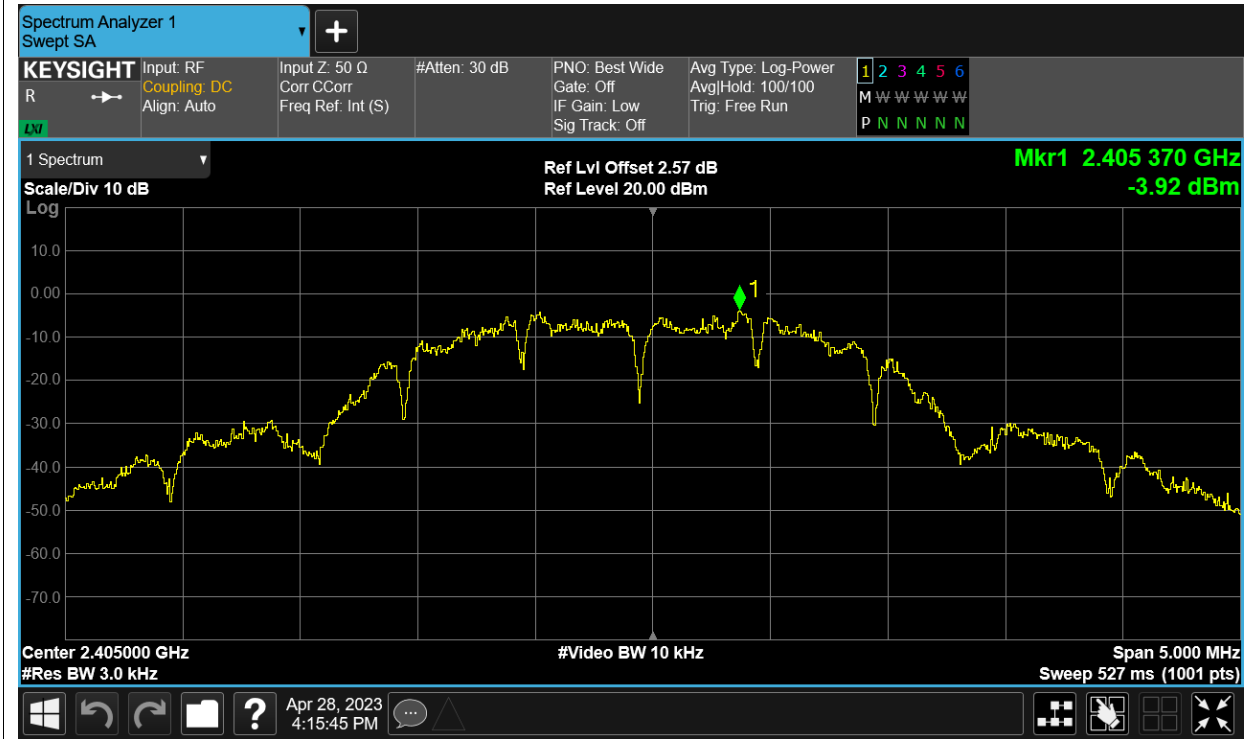 Spectrum Analyzer 1
Swept SA
+
KEYSIGHT
R
LXI
Input: RF
Coupling: DC
Align: Auto
Input Z: 50 Ω
Corr CCorr
Freq Ref: Int (S)
#Atten: 30 dB
PNO: Best Wide
Gate: Off
IF Gain: Low
Sig Track: Off
Avg Type: Log-Power
Avg|Hold: 100/100
Trig: Free Run
1 2 3 4 5 6
M W W W W W
P N N N N N
1 Spectrum
Scale/Div 10 dB
Log
Ref Lvl Offset 2.57 dB
Ref Level 20.00 dBm
Mkr1 2.405 370 GHz
-3.92 dBm
10.0
0.00
-10.0
-20.0
-30.0
-40.0
-50.0
-60.0
-70.0
1
Center 2.405000 GHz
#Res BW 3.0 kHz
#Video BW 10 kHz
Span 5.000 MHz
Sweep 527 ms (1001 pts)
?
Apr 28, 2023
4:15:45 PM